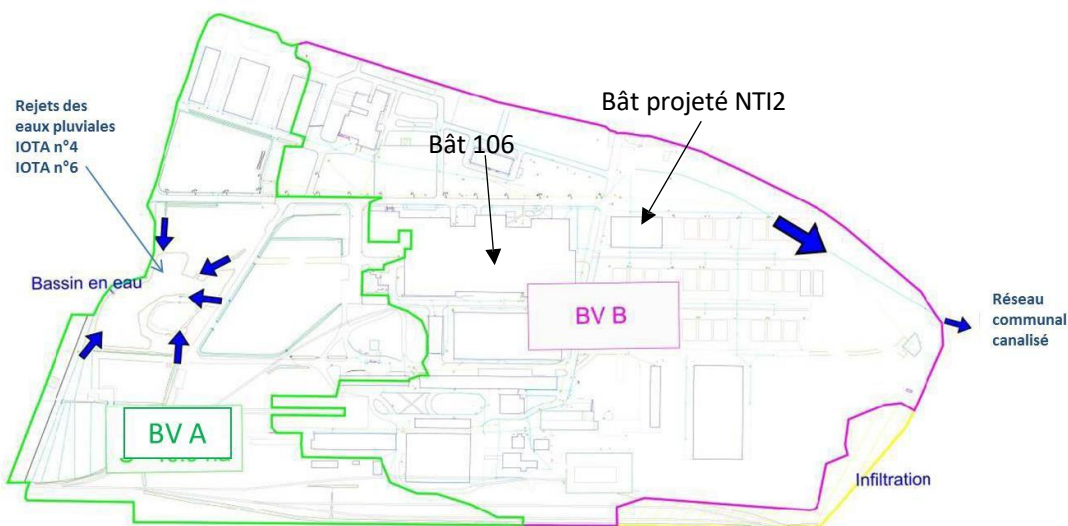 Bât projeté NTI2
Rejets des
eaux pluviales
IOTA n°4
IOTA n°6
Bât 106
Bassin en eau
BV B
Réseau
communal
canalisé
BV A
Infiltration